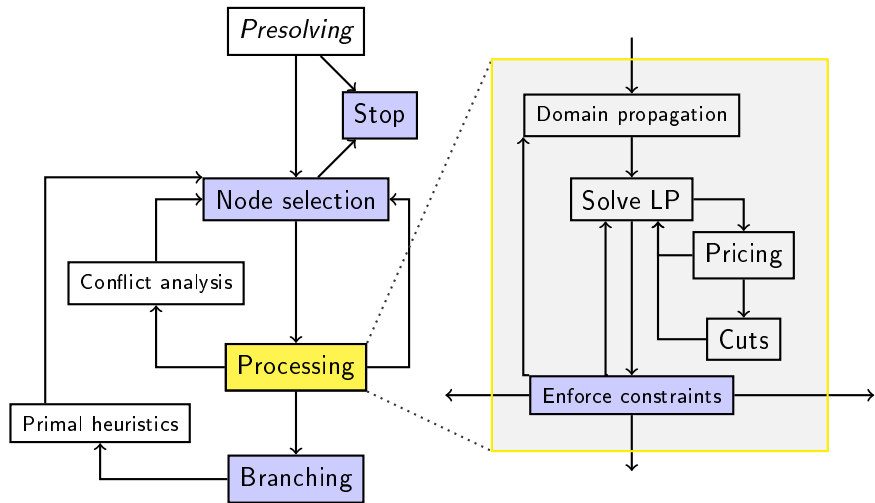 Presolving
Stop
Node selection
Conflict analysis
Processing
Primal heuristics
Branching
Domain propagation
Solve LP
Pricing
Cuts
Enforce constraints